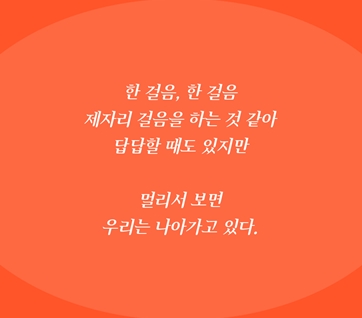 한 걸음, 한 걸음
제자리 걸음을 하는 것 같아
답답할 때도 있지만
멀리서 보면
우리는 나아가고 있다.